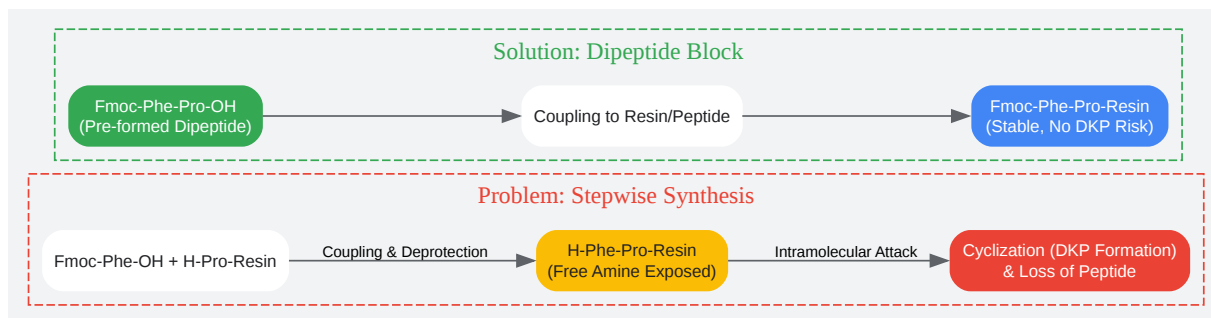 Solution: Dipeptide Block
Fmoc-Phe-Pro-OH
(Pre-formed Dipeptide)
Coupling to Resin/Peptide
Fmoc-Phe-Pro-Resin
(Stable, No DKP Risk)
Problem: Stepwise Synthesis
Fmoc-Phe-OH + H-Pro-Resin
Coupling & Deprotection
H-Phe-Pro-Resin
(Free Amine Exposed)
Intramolecular Attack
Cyclization (DKP Formation)
& Loss of Peptide